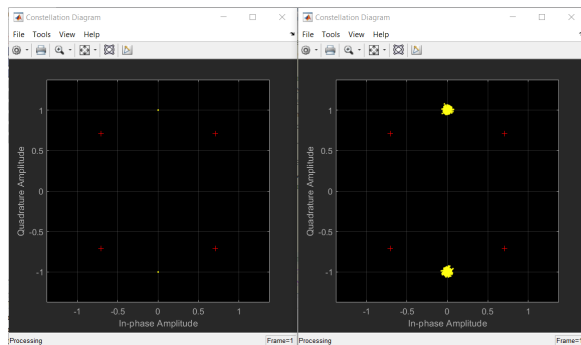 Constellation Diagram
File Tools View Help
1
0.5
0
-0.5
-1
Quadrature Amplitude
-1 -0.5 0 0.5 1
In-phase Amplitude
Processing Frame=1
Constellation Diagram
File Tools View Help
1
0.5
0
-0.5
-1
Quadrature Amplitude
-1 -0.5 0 0.5 1
In-phase Amplitude
Processing Frame=